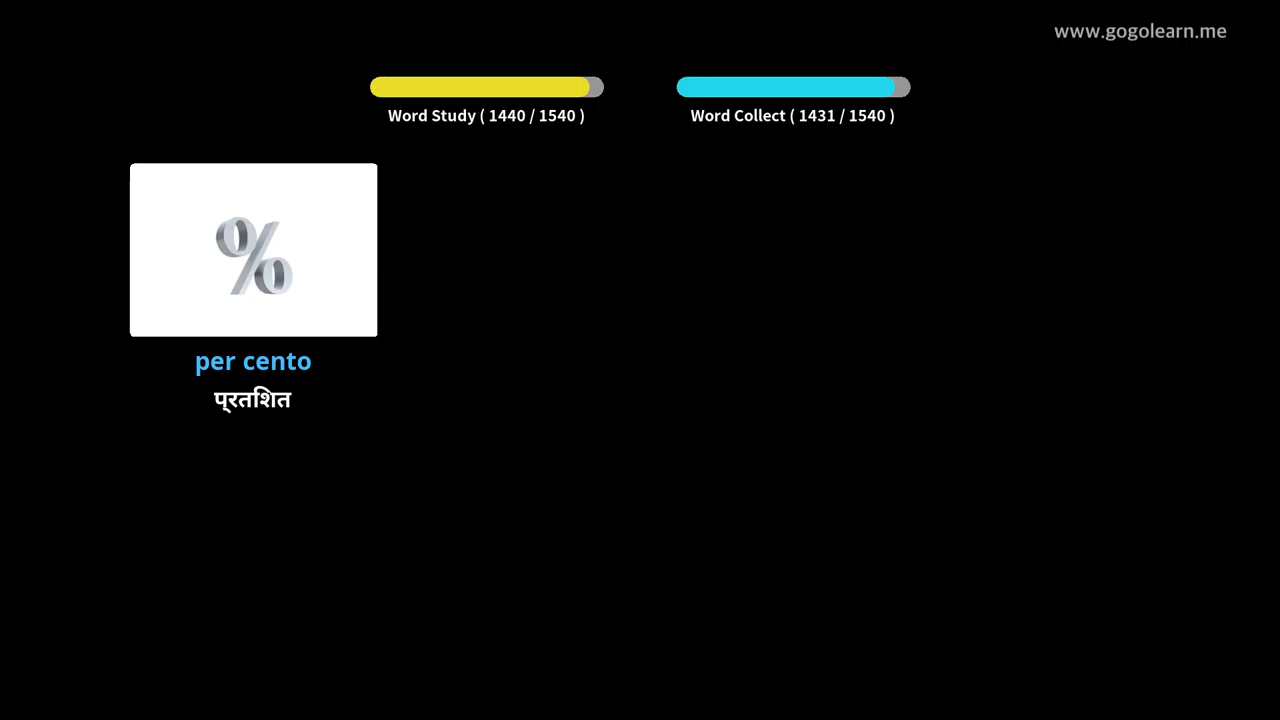 www.gogolearn.me
Word Study ( 1440 / 1540 )
Word Collect ( 1431 / 1540 )
%
per cento
प्रतशित